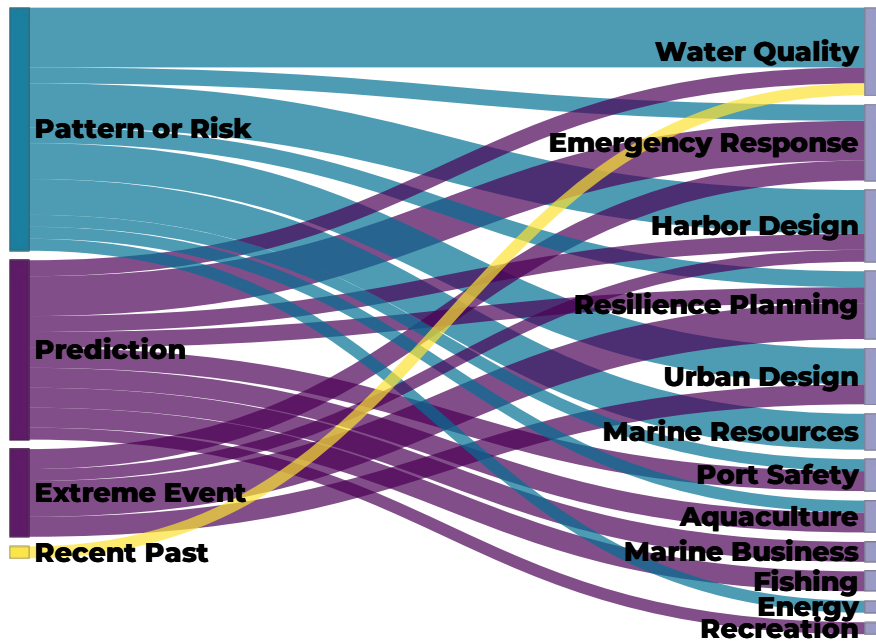 Pattern or Risk
Prediction
Extreme Event
Recent Past
Water Quality
Emergency Response
Harbor Design
Resilience Planning
Urban Design
Marine Resources
Port Safety
Aquaculture
Marine Business
Fishing
Energy
Recreation